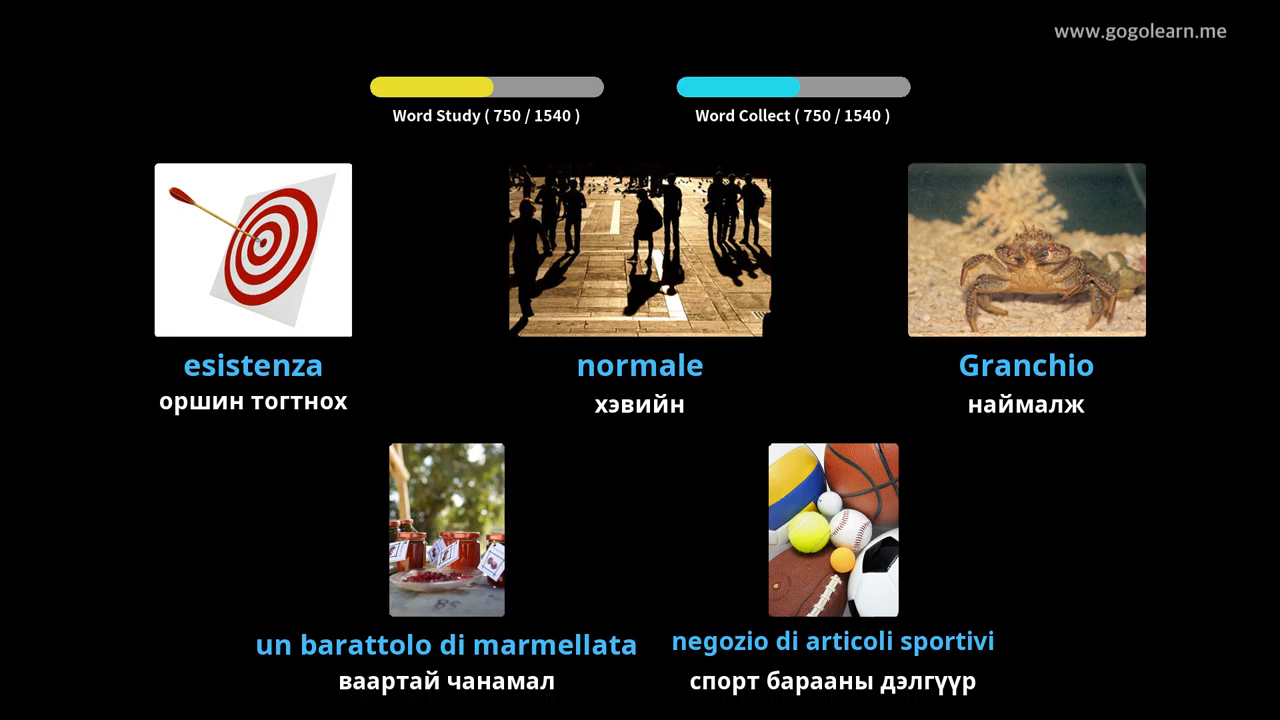 www.gogolearn.me
Word Study ( 750 / 1540 )
Word Collect ( 750 / 1540 )
esistenza
оршин тогтнох
normale
хэвийн
Granchio
наймалж
un barattolo di marmellata
ваартай чанамал
negozio di articoli sportivi
спорт барааны дэлгүүр